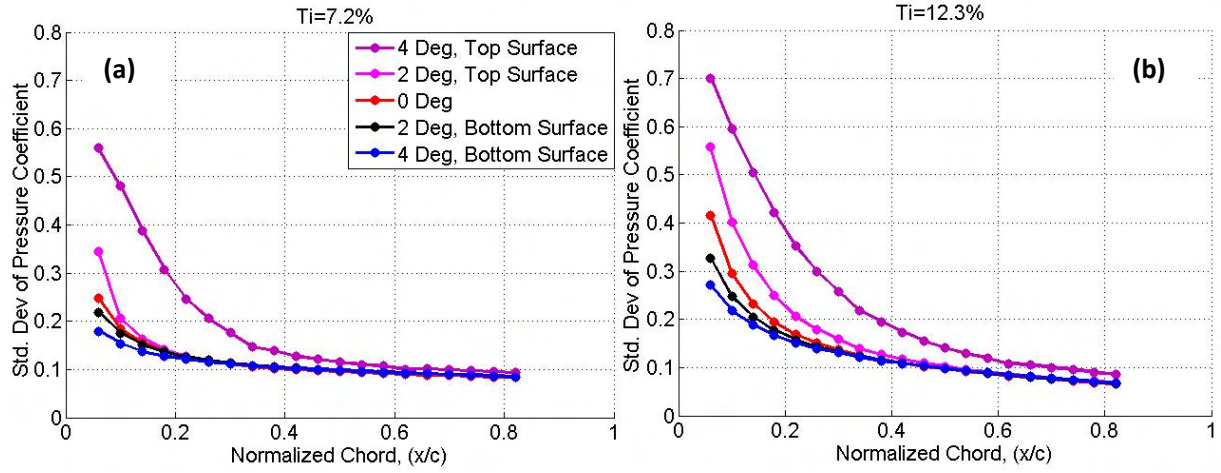 Ti=7.2%
(a)
4 Deg, Top Surface
2 Deg, Top Surface
0 Deg
2 Deg, Bottom Surface
4 Deg, Bottom Surface
Std. Dev of Pressure Coefficient
0.8
0.7
0.6
0.5
0.4
0.3
0.2
0.1
0
0
0.2
0.4
0.6
0.8
1
Normalized Chord, (x/c)
Ti=12.3%
(b)
Std. Dev of Pressure Coefficient
0.8
0.7
0.6
0.5
0.4
0.3
0.2
0.1
0
0
0.2
0.4
0.6
0.8
1
Normalized Chord, (x/c)